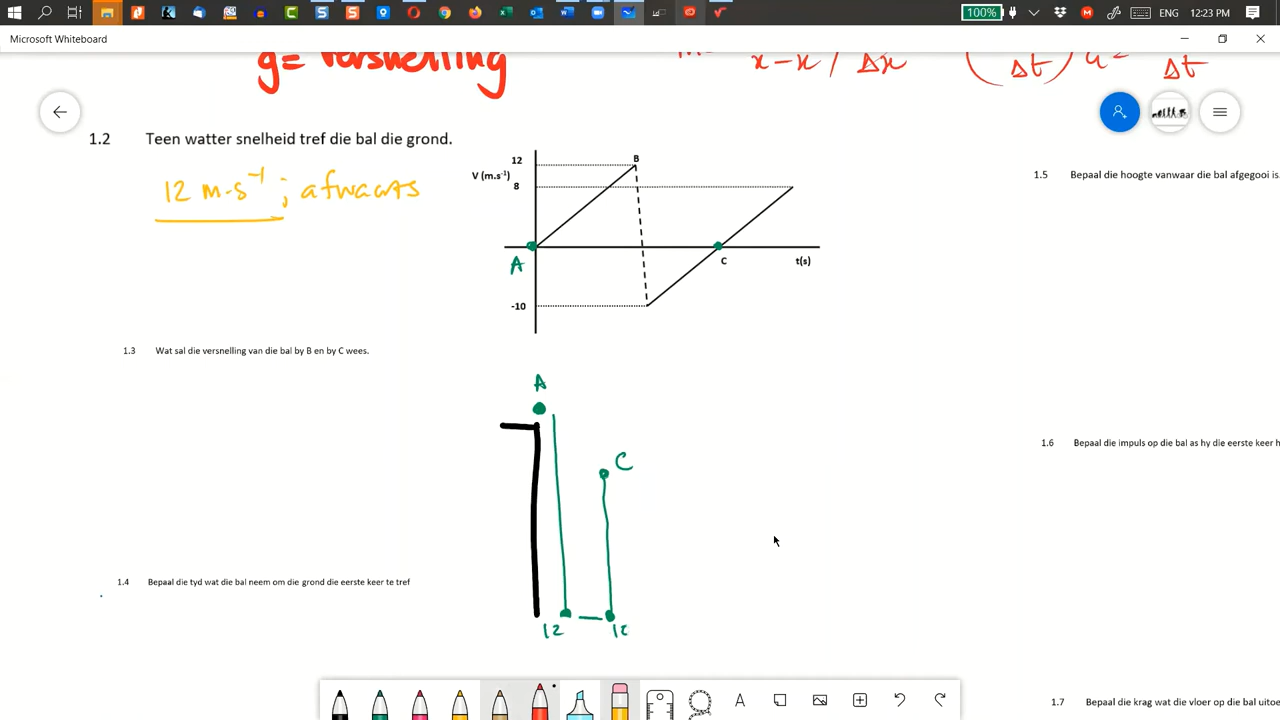 100%
ENG
12:23 PM
Microsoft Whiteboard
g= versnelling
x-x / Δx
Δt
Δt
1.2 Teen watter snelheid tref die bal die grond.
12 m·s⁻¹ ; afwaarts
12
V (m.s⁻¹)
8
B
A
C
t(s)
-10
1.3 Wat sal die versnelling van die bal by B en by C wees.
A
C
12
1.4 Bepaal die tyd wat die bal neem om die grond die eerste keer te tref
1.5 Bepaal die hoogte vanwaar die bal afgegooi is.
1.6 Bepaal die impuls op die bal as hy die eerste keer
1.7 Bepaal die krag wat die vloer op die bal
A